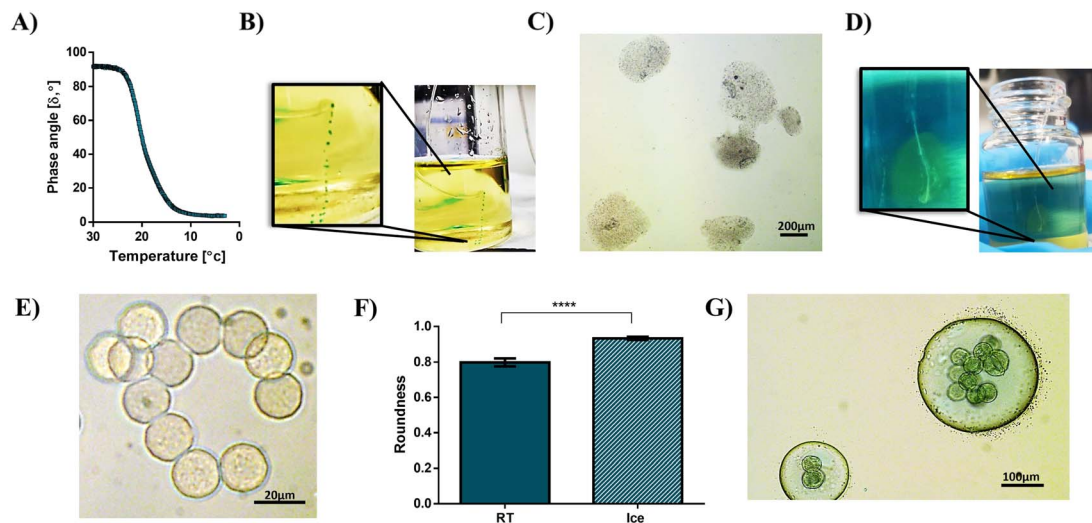 A)
100
80
60
40
20
0
Phase angle [δ,°]
30
20
10
0
Temperature [°c]
B)
C)
200μm
D)
E)
20μm
F)
****
1.0
0.8
0.6
0.4
0.2
0.0
Roundness
RT
Ice
G)
100μm